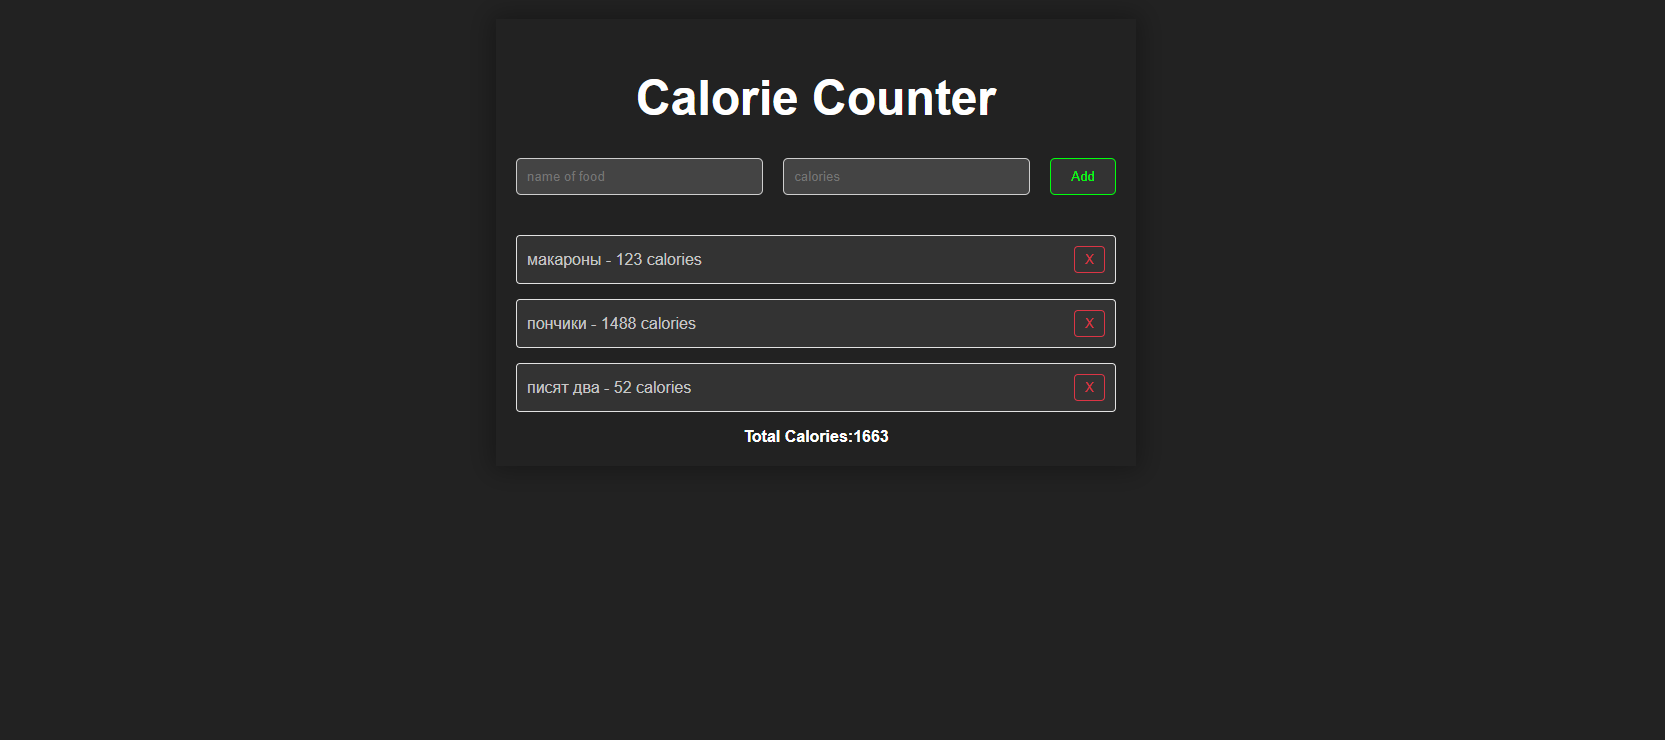 Calorie Counter
name of food
calories
Add
макароны - 123 calories
X
пончики - 1488 calories
X
писят два - 52 calories
X
Total Calories:1663